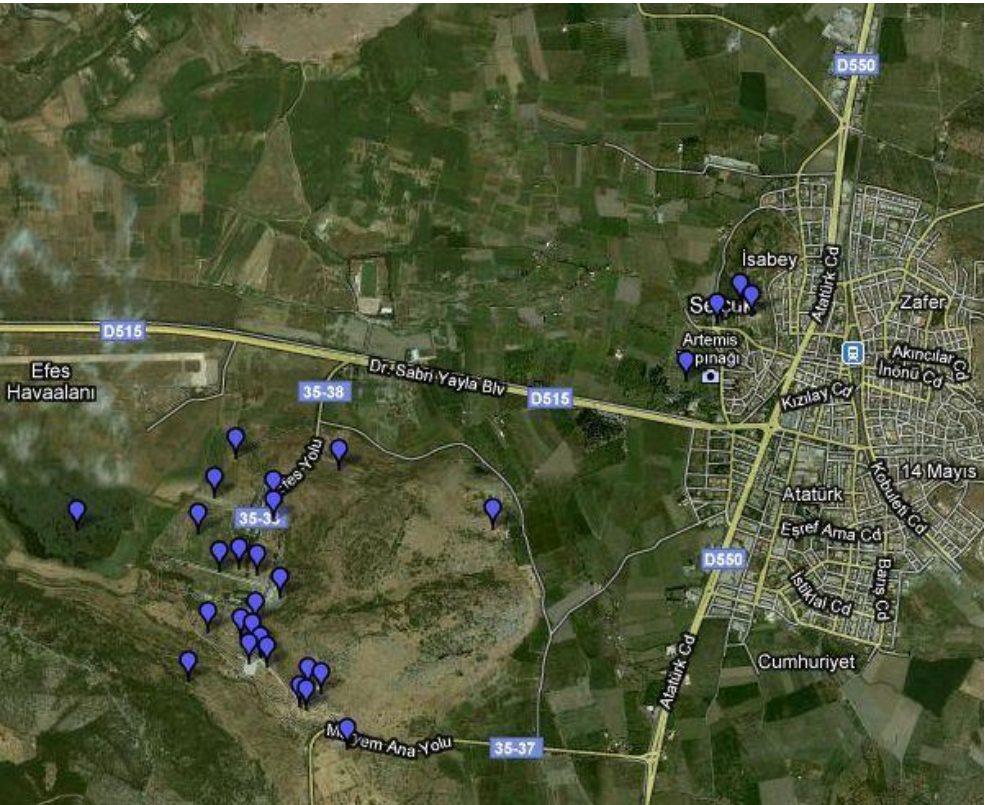 D550
İsabey
Atatürk Cd
Zafer
Selçuk
D515
Artemis
Tapınağı
Efes
Havaalanı
Dr. Sabri Yayla Blv
Akıncılar Cd
İnönü Cd
35-38
D515
Kızılay Cd
Efes Yolu
14 Mayıs
Kobuleti Cd
Atatürk
35-38
Eşref Arna Cd
D550
Barış Cd
İstiklal Cd
Atatürk Cd
Cumhuriyet
Meryem Ana Yolu
35-37